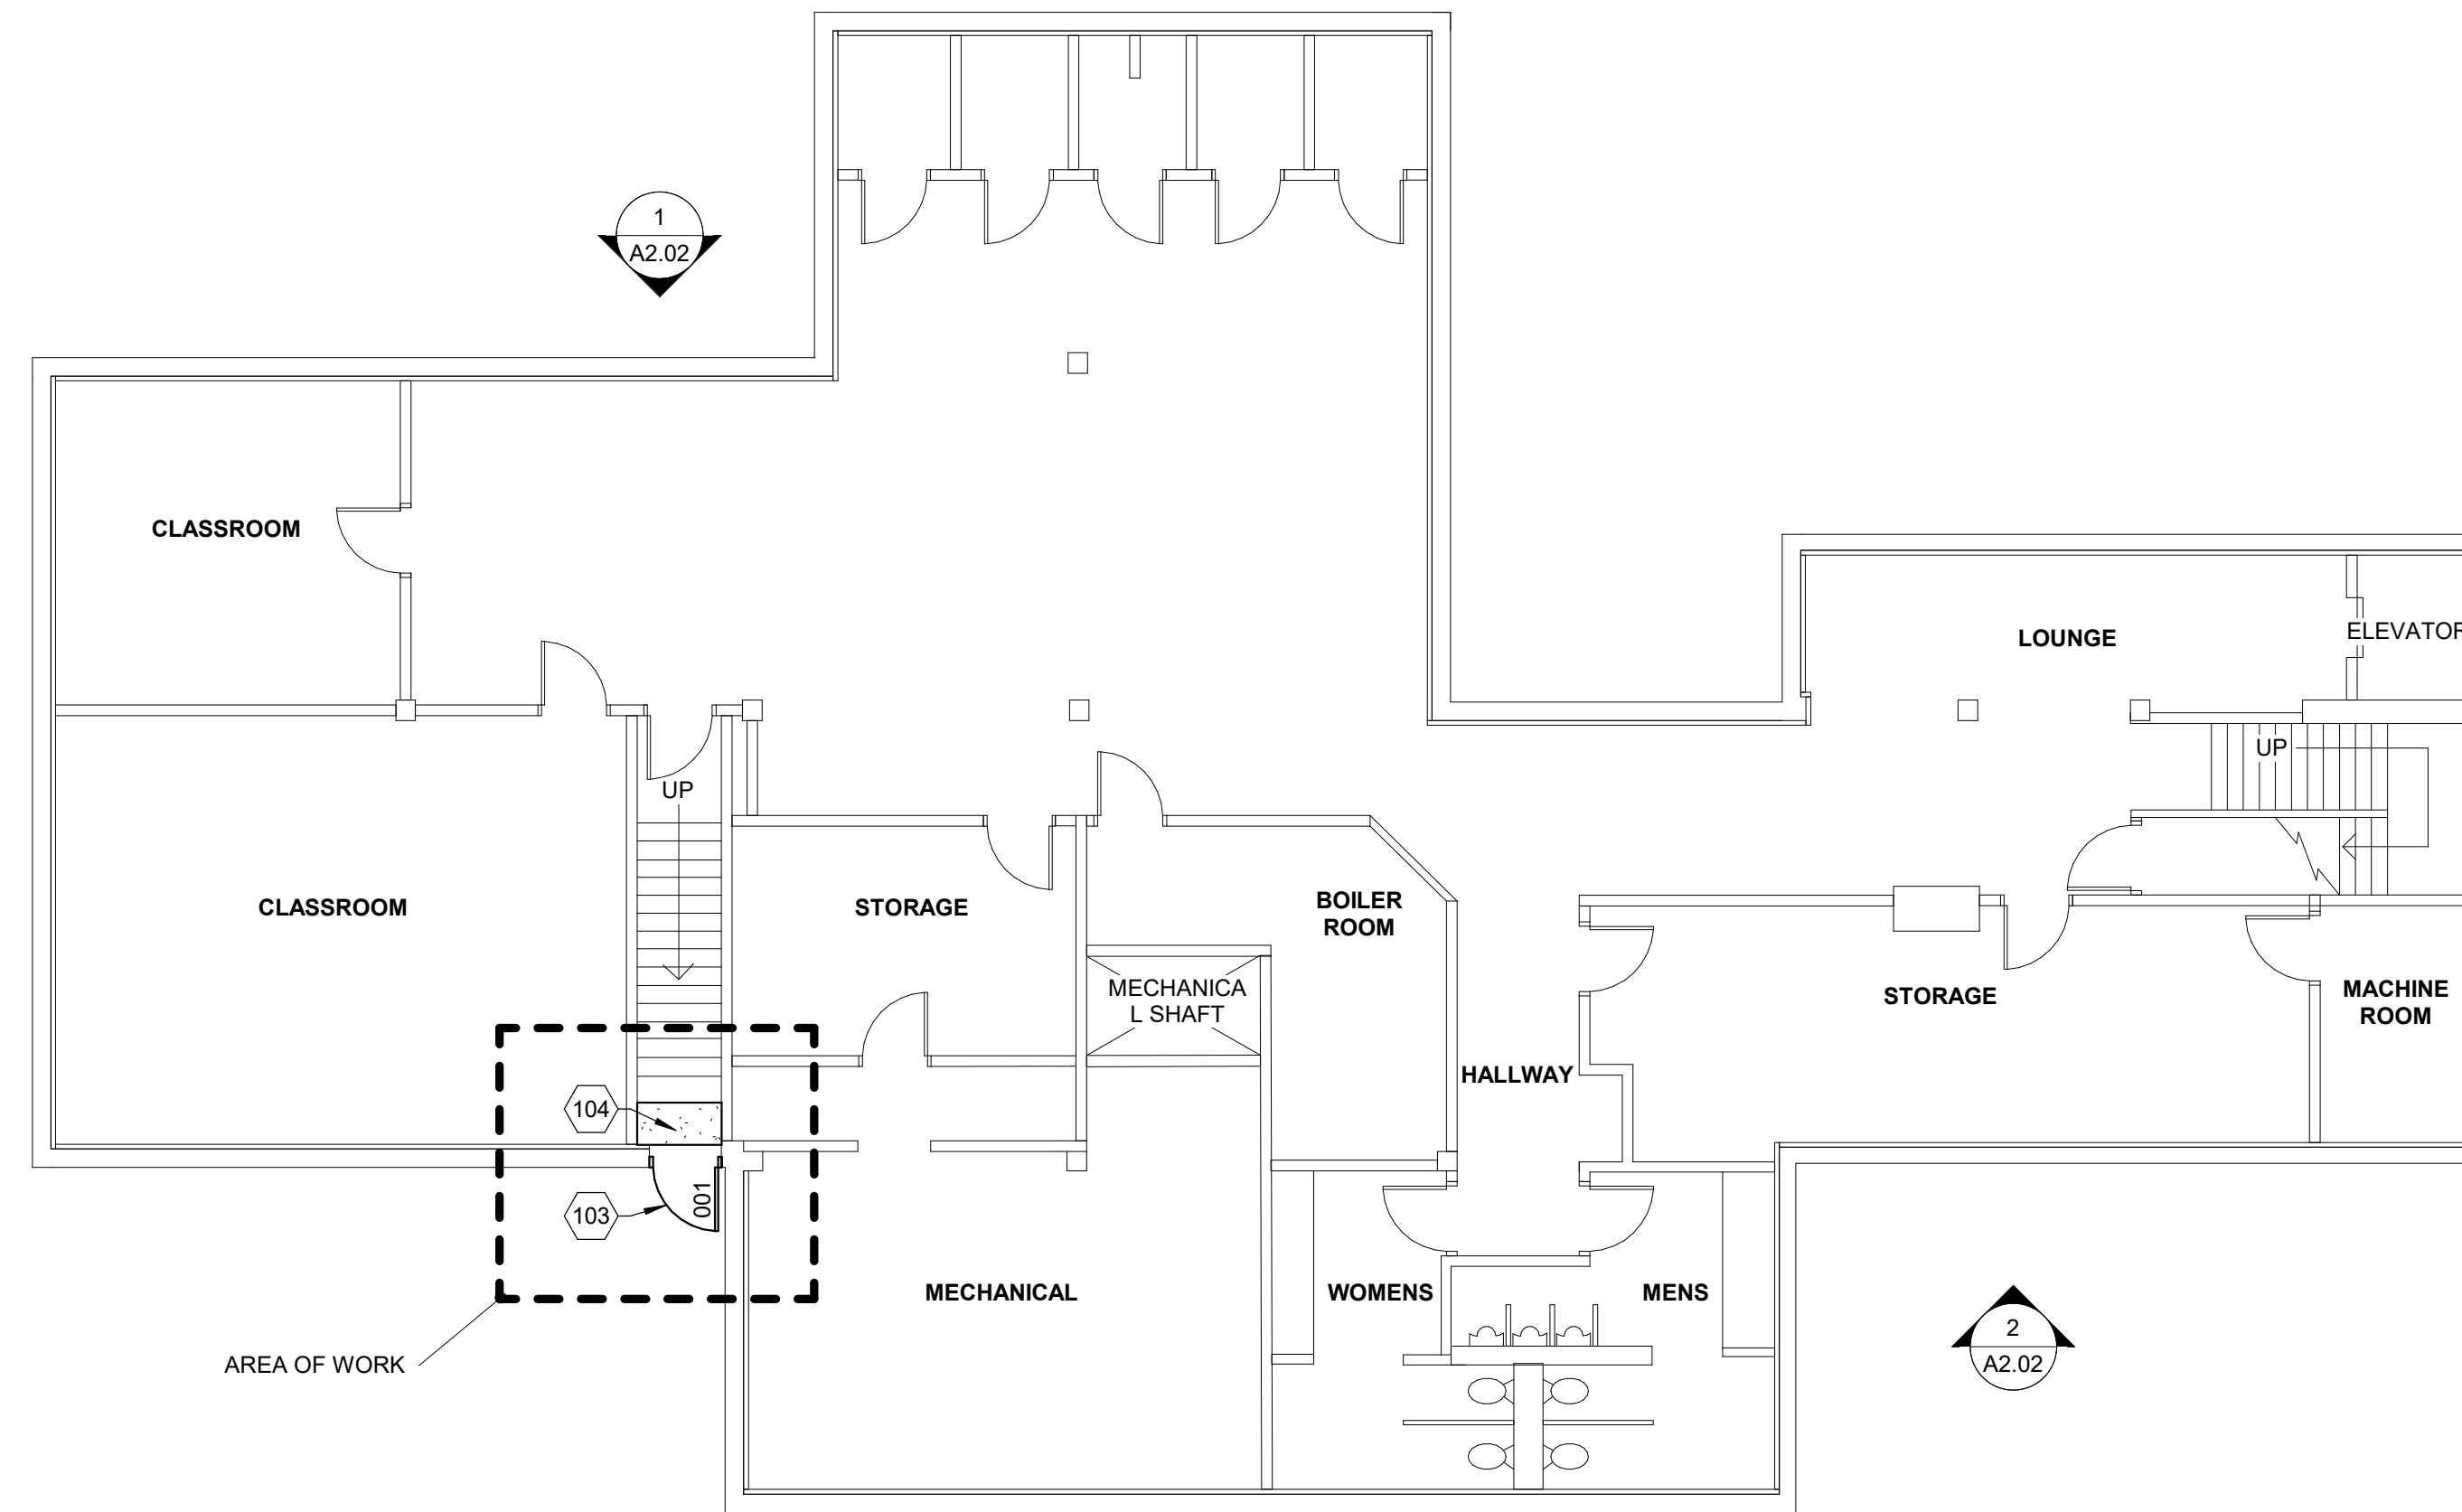 1
A2.02
CLASSROOM
LOUNGE
ELEVATOR
UP
UP
CLASSROOM
STORAGE
BOILER
ROOM
MECHANICA
L SHAFT
STORAGE
MACHINE
ROOM
HALLWAY
104
103
001
MECHANICAL
WOMENS
MENS
2
A2.02
AREA OF WORK